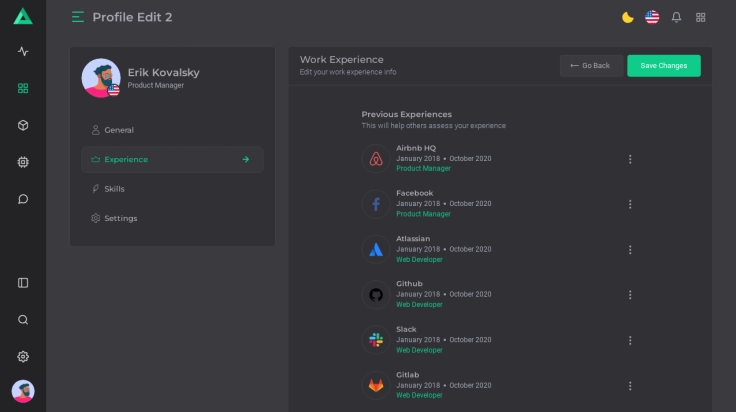 Profile Edit 2
Erik Kovalsky
Product Manager
General
Experience
Skills
Settings
Work Experience
Edit your work experience info
Go Back
Save Changes
Previous Experiences
This will help others assess your experience
Airbnb HQ
January 2018 • October 2020
Product Manager
Facebook
January 2018 • October 2020
Product Manager
Atlassian
January 2018 • October 2020
Web Developer
Github
January 2018 • October 2020
Web Developer
Slack
January 2018 • October 2020
Web Developer
Gitlab
January 2018 • October 2020
Web Developer